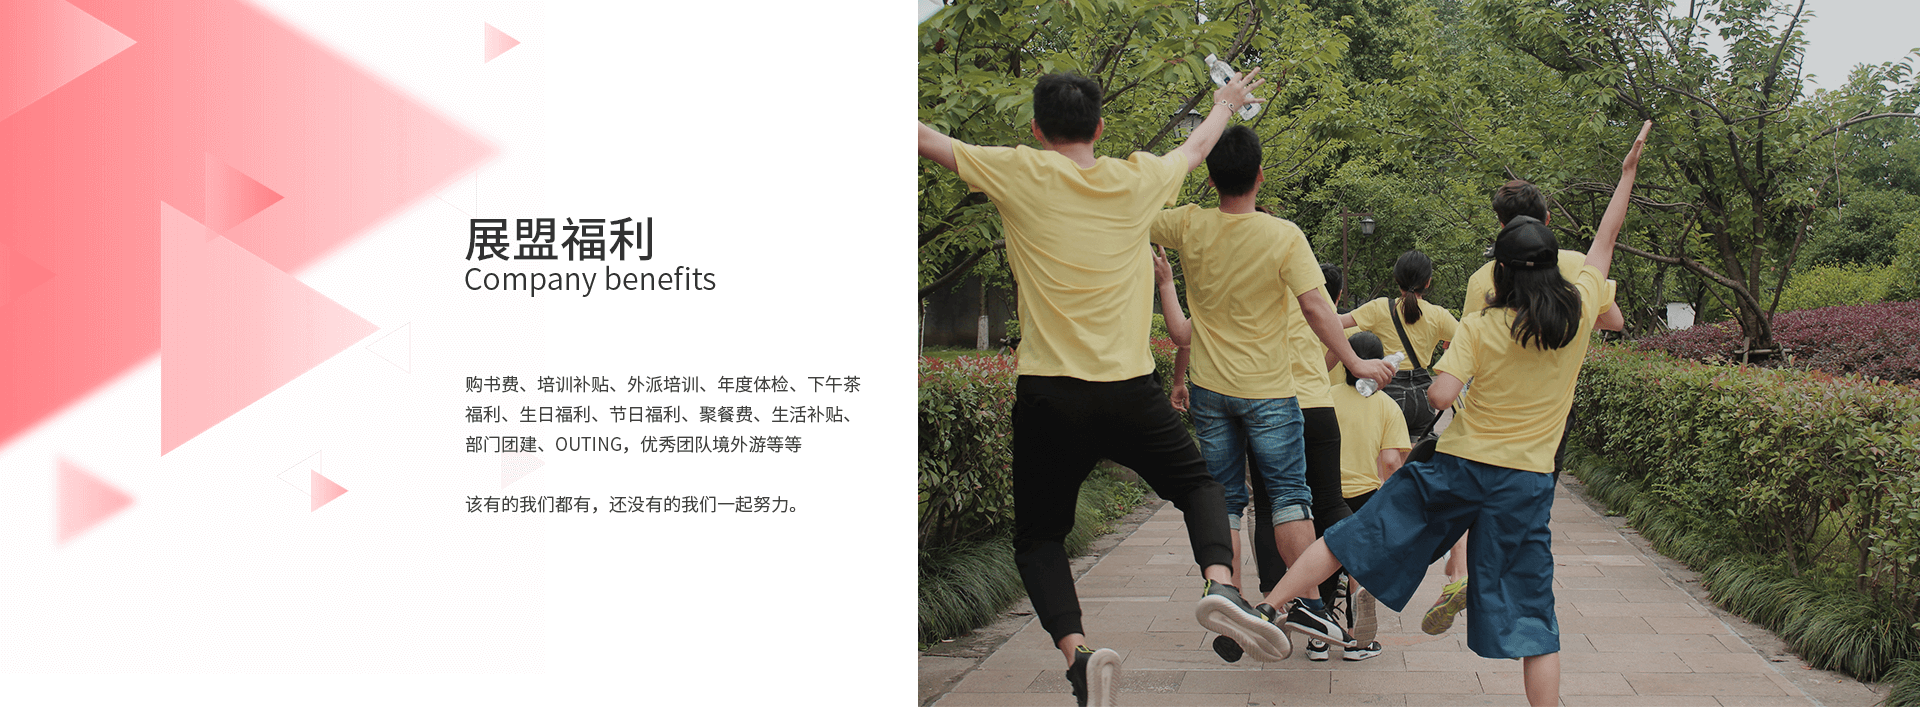 展盟福利
Company benefits
购书费、培训补贴、外派培训、年度体检、下午茶
福利、生日福利、节日福利、聚餐费、生活补贴、
部门团建、OUTING，优秀团队境外游等等
该有的我们都有，还没有的我们一起努力。